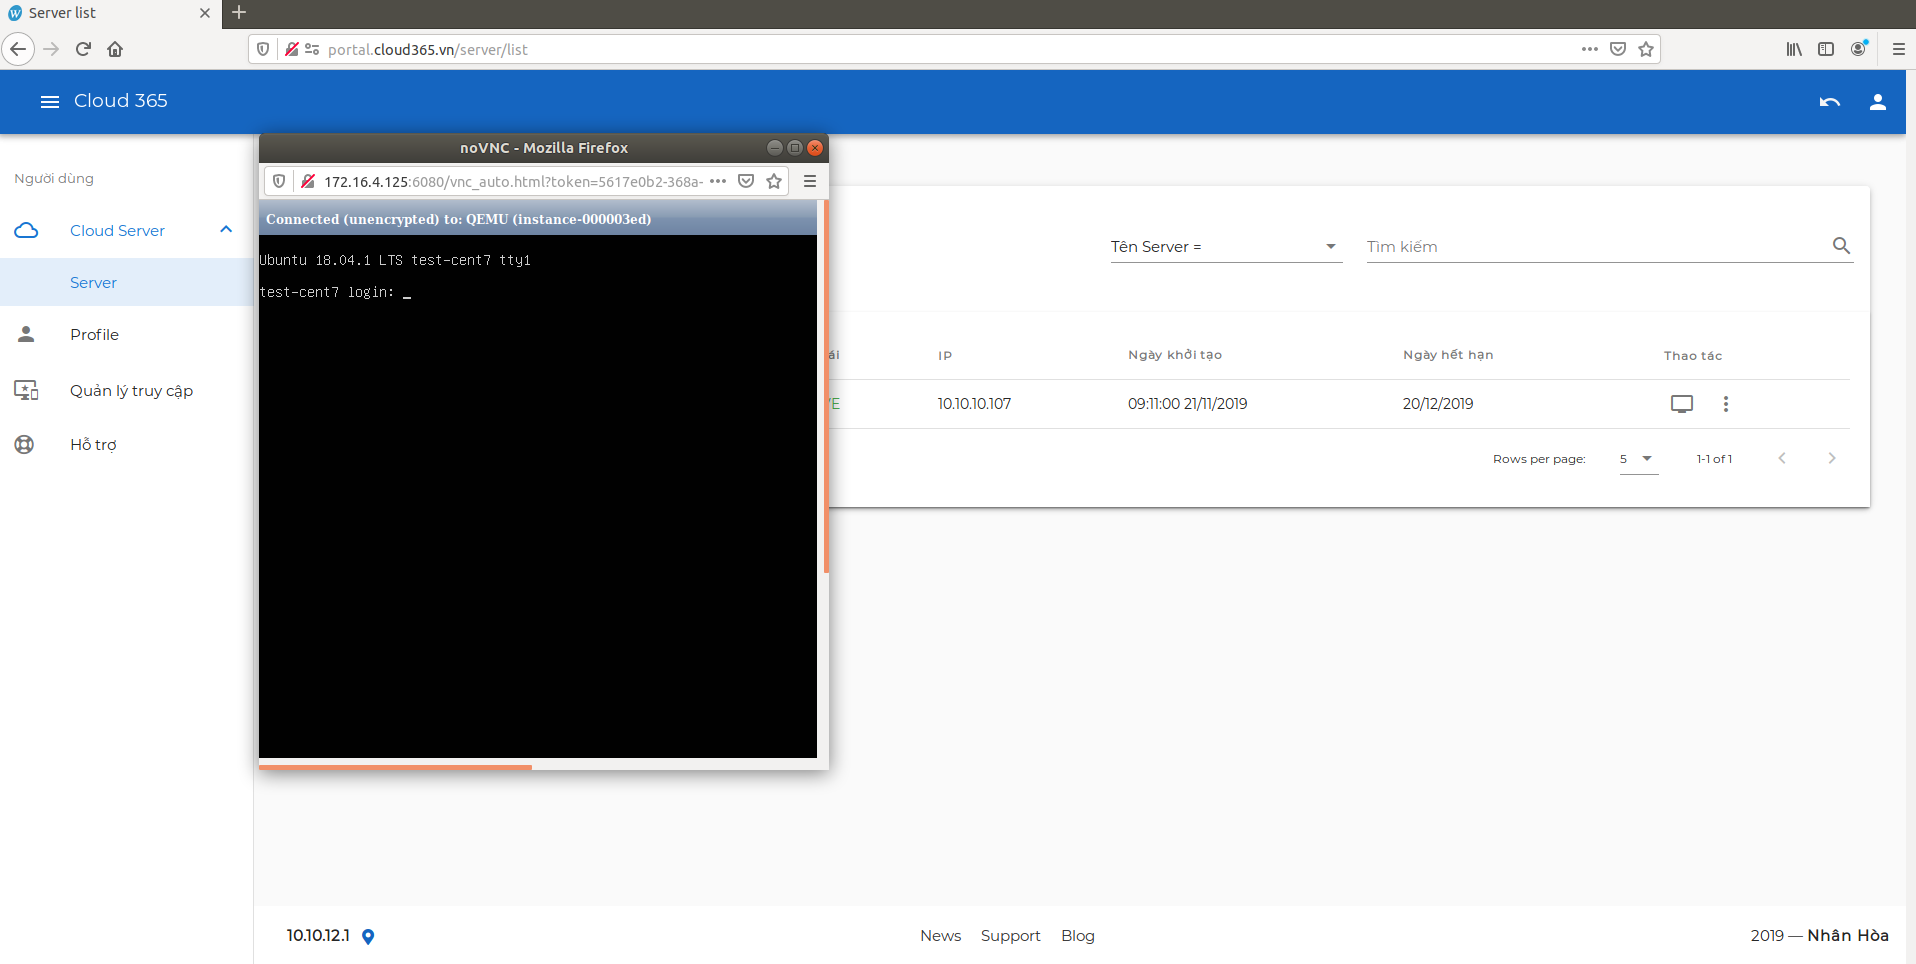 Server list
portal.cloud365.vn/server/list
Cloud 365
noVNC - Mozilla Firefox
172.16.4.125:6080/vnc_auto.html?token=5617e0b2-368a-
Connected (unencrypted) to: QEMU (instance-000003ed)
Ubuntu 18.04.1 LTS test-cent7 tty1
test-cent7 login: _
Người dùng
Cloud Server
Server
Profile
Quản lý truy cập
Hỗ trợ
Tên Server =
Tìm kiếm
ái IP Ngày khởi tạo Ngày hết hạn Thao tác
VE 10.10.10.107 09:11:00 21/11/2019 20/12/2019
Rows per page: 5 1-1 of 1
10.10.12.1
News Support Blog
2019 — Nhân Hòa